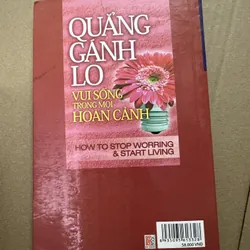 QUẲNG
GÁNH
LO
VUI SỐNG
TRONG MỌI
HOÀN CẢNH
HOW TO STOP WORRING
& START LIVING